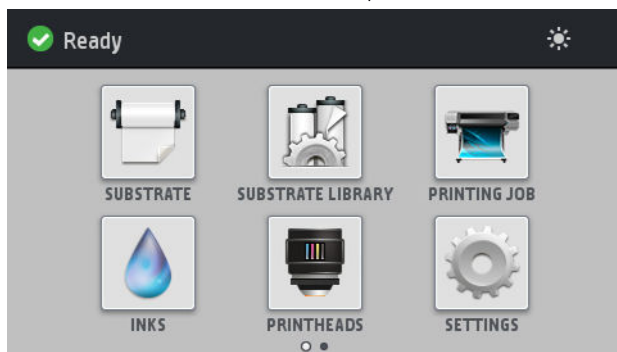 Ready
SUBSTRATE SUBSTRATE LIBRARY PRINTING JOB
INKS PRINTHEADS SETTINGS